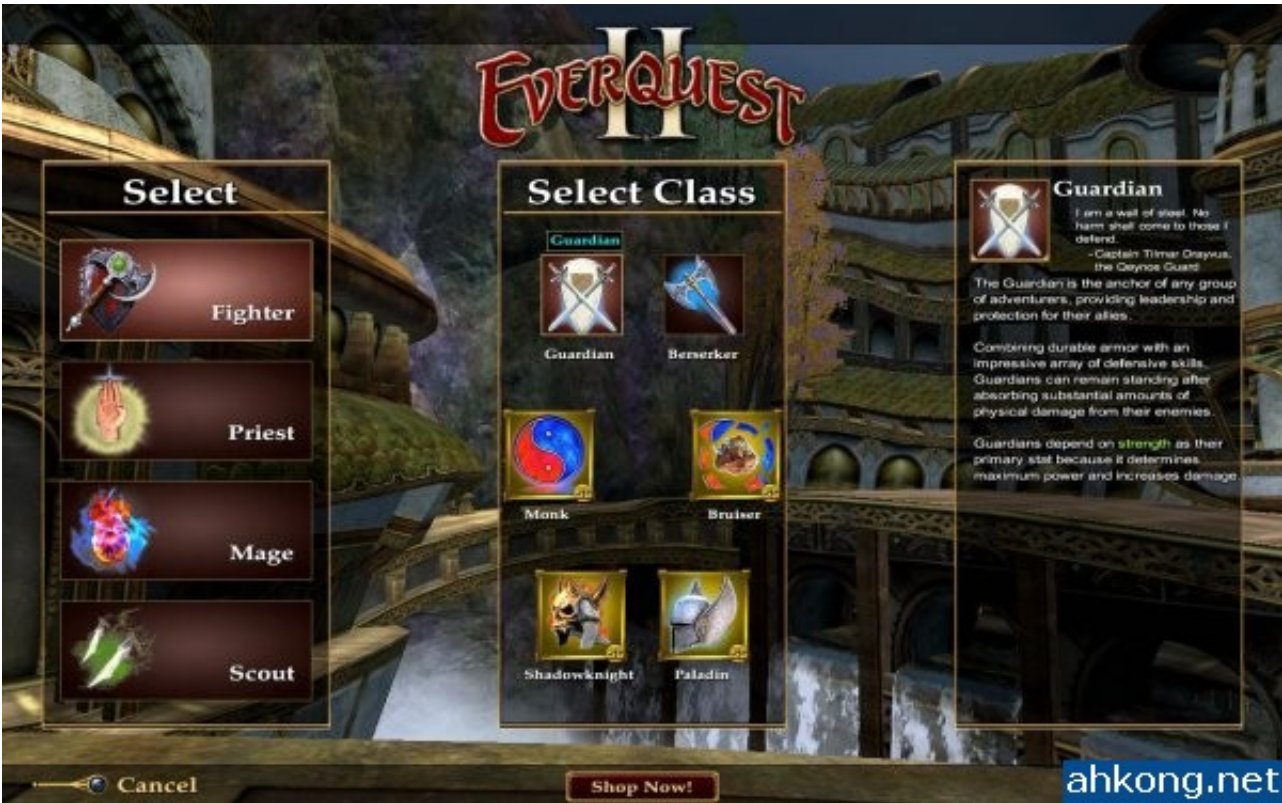 EVERQUEST II
Select
Fighter
Priest
Mage
Scout
Select Class
Guardian
Guardian
Berserker
Monk
Bruiser
Shadowknight
Paladin
Guardian
I am a wall of steel. No
harm shall come to those I
defend.
-Captain Tilmar Drayvus,
the Qeynos Guard
The Guardian is the anchor of any group
of adventurers, providing leadership and
protection for their allies.
Combining durable armor with an
impressive array of defensive skills,
Guardians can remain standing after
absorbing substantial amounts of
physical damage from their enemies.
Guardians depend on strength as their
primary stat because it determines
maximum power and increases damage.
Cancel
Shop Now!
ahkong.net